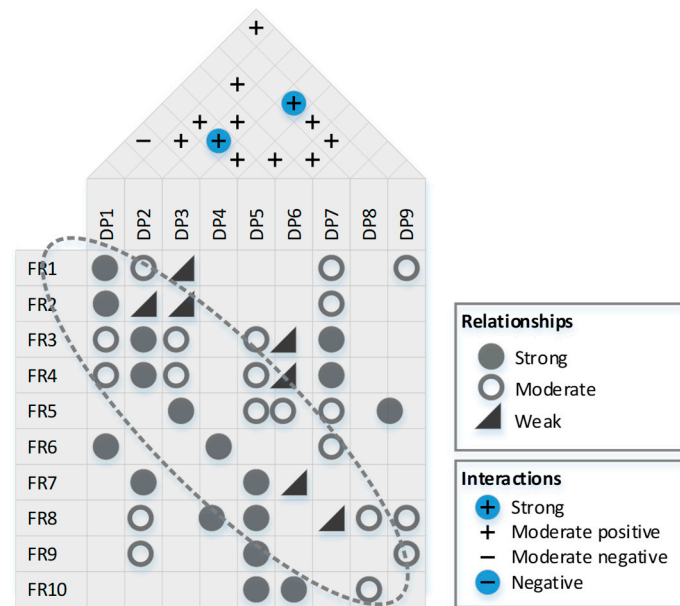 DP1 DP2 DP3 DP4 DP5 DP6 DP7 DP8 DP9
FR1
FR2
FR3
FR4
FR5
FR6
FR7
FR8
FR9
FR10
Relationships
Strong
Moderate
Weak
Interactions
Strong
Moderate positive
Moderate negative
Negative